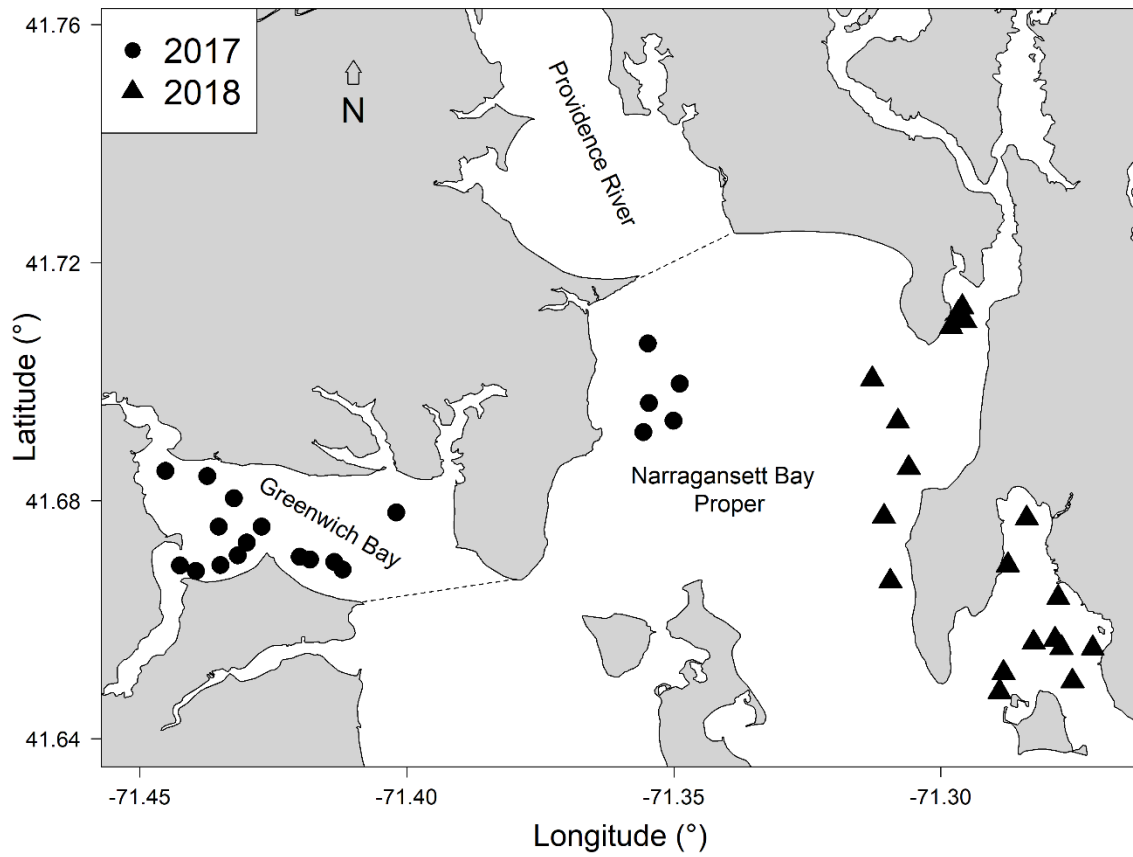 2017
2018
N
Providence River
Greenwich Bay
Narragansett Bay
Proper
41.76
41.72
41.68
41.64
Latitude (°)
-71.45
-71.40
-71.35
-71.30
Longitude (°)